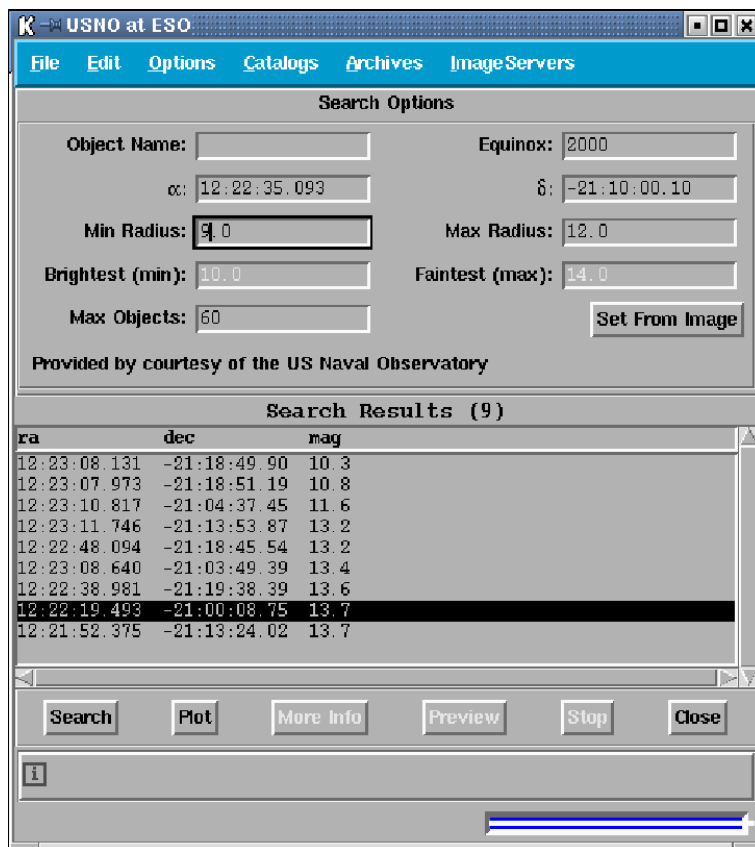 USNO at ESO
File Edit Options Catalogs Archives ImageServers
Search Options
Object Name: Equinox: 2000
α: 12:22:35.093 δ: -21:10:00.10
Min Radius: 9.0 Max Radius: 12.0
Brightest (min): 10.0 Faintest (max): 14.0
Max Objects: 60 Set From Image
Provided by courtesy of the US Naval Observatory
Search Results (9)
ra dec mag
12:23:08.131 -21:18:49.90 10.3
12:23:07.973 -21:18:51.19 10.8
12:23:10.817 -21:04:37.45 11.6
12:23:11.746 -21:13:53.87 13.2
12:22:48.094 -21:18:45.54 13.2
12:23:08.640 -21:03:49.39 13.4
12:22:38.981 -21:19:38.39 13.6
12:22:19.493 -21:00:08.75 13.7
12:21:52.375 -21:13:24.02 13.7
Search Plot More Info Preview Stop Close
i